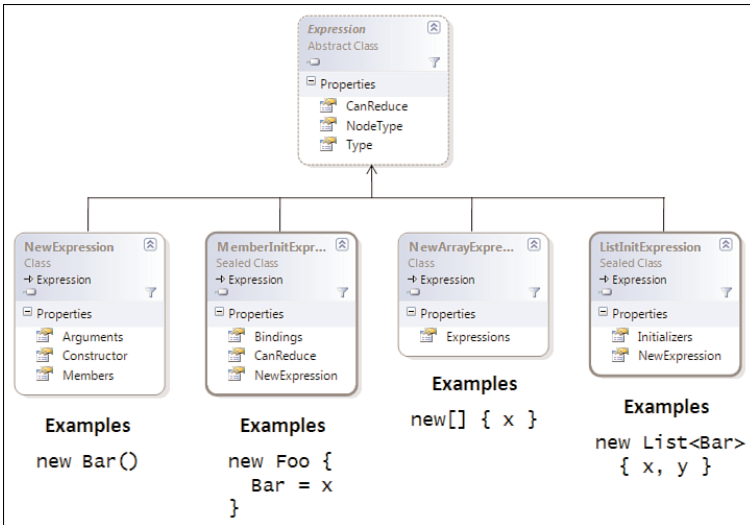 Expression
Abstract Class
Properties
CanReduce
NodeType
Type
NewExpression
Class
Expression
Properties
Arguments
Constructor
Members
Examples
new Bar()
MemberInitExpr...
Sealed Class
Expression
Properties
Bindings
CanReduce
NewExpression
Examples
new Foo {
Bar = x
}
NewArrayExpre...
Class
Expression
Properties
Expressions
Examples
new[] { x }
ListInitExpression
Sealed Class
Expression
Properties
Initializers
NewExpression
Examples
new List<Bar>
{ x, y }